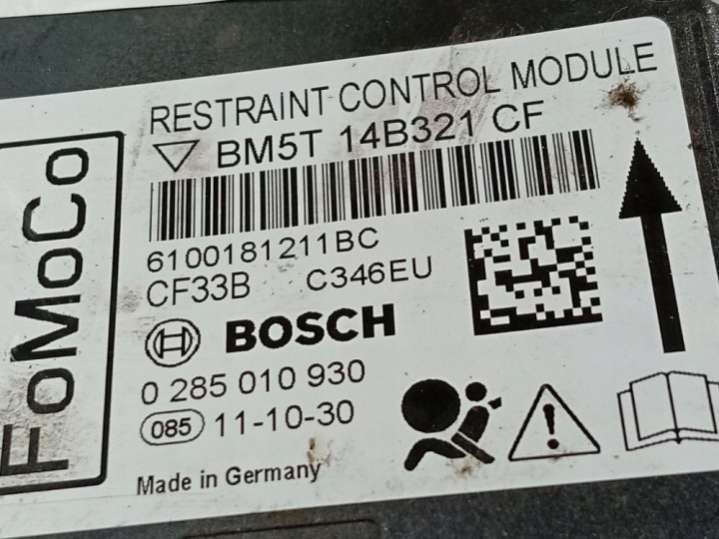 FoMoCo
RESTRAINT CONTROL MODULE
BM5T 14B321 CF
6100181211BC
CF33B C346EU
BOSCH
0 285 010 930
085 11-10-30
Made in Germany